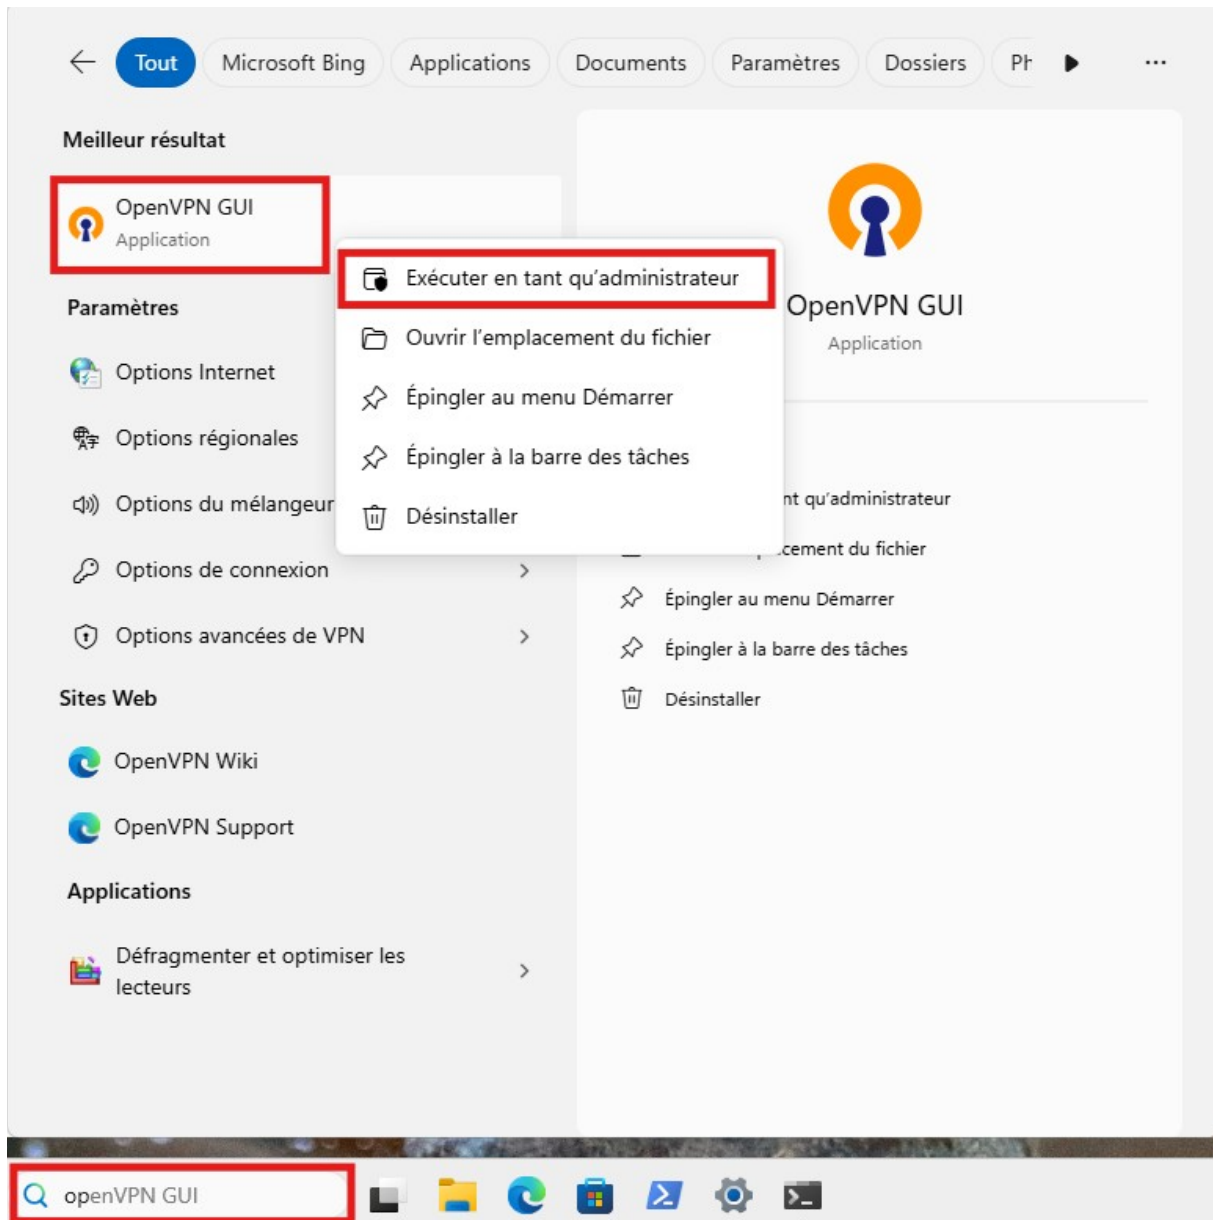 Tout Microsoft Bing Applications Documents Paramètres Dossiers Ph
Meilleur résultat
OpenVPN GUI
Application
Exécuter en tant qu'administrateur
Ouvrir l'emplacement du fichier
Épingler au menu Démarrer
Épingler à la barre des tâches
Désinstaller
Paramètres
Options Internet
Options régionales
Options du mélangeur
Options de connexion
Options avancées de VPN
Sites Web
OpenVPN Wiki
OpenVPN Support
Applications
Défragmenter et optimiser les
lecteurs
OpenVPN GUI
Application
nt qu'administrateur
cement du fichier
Épingler au menu Démarrer
Épingler à la barre des tâches
Désinstaller
openVPN GUI